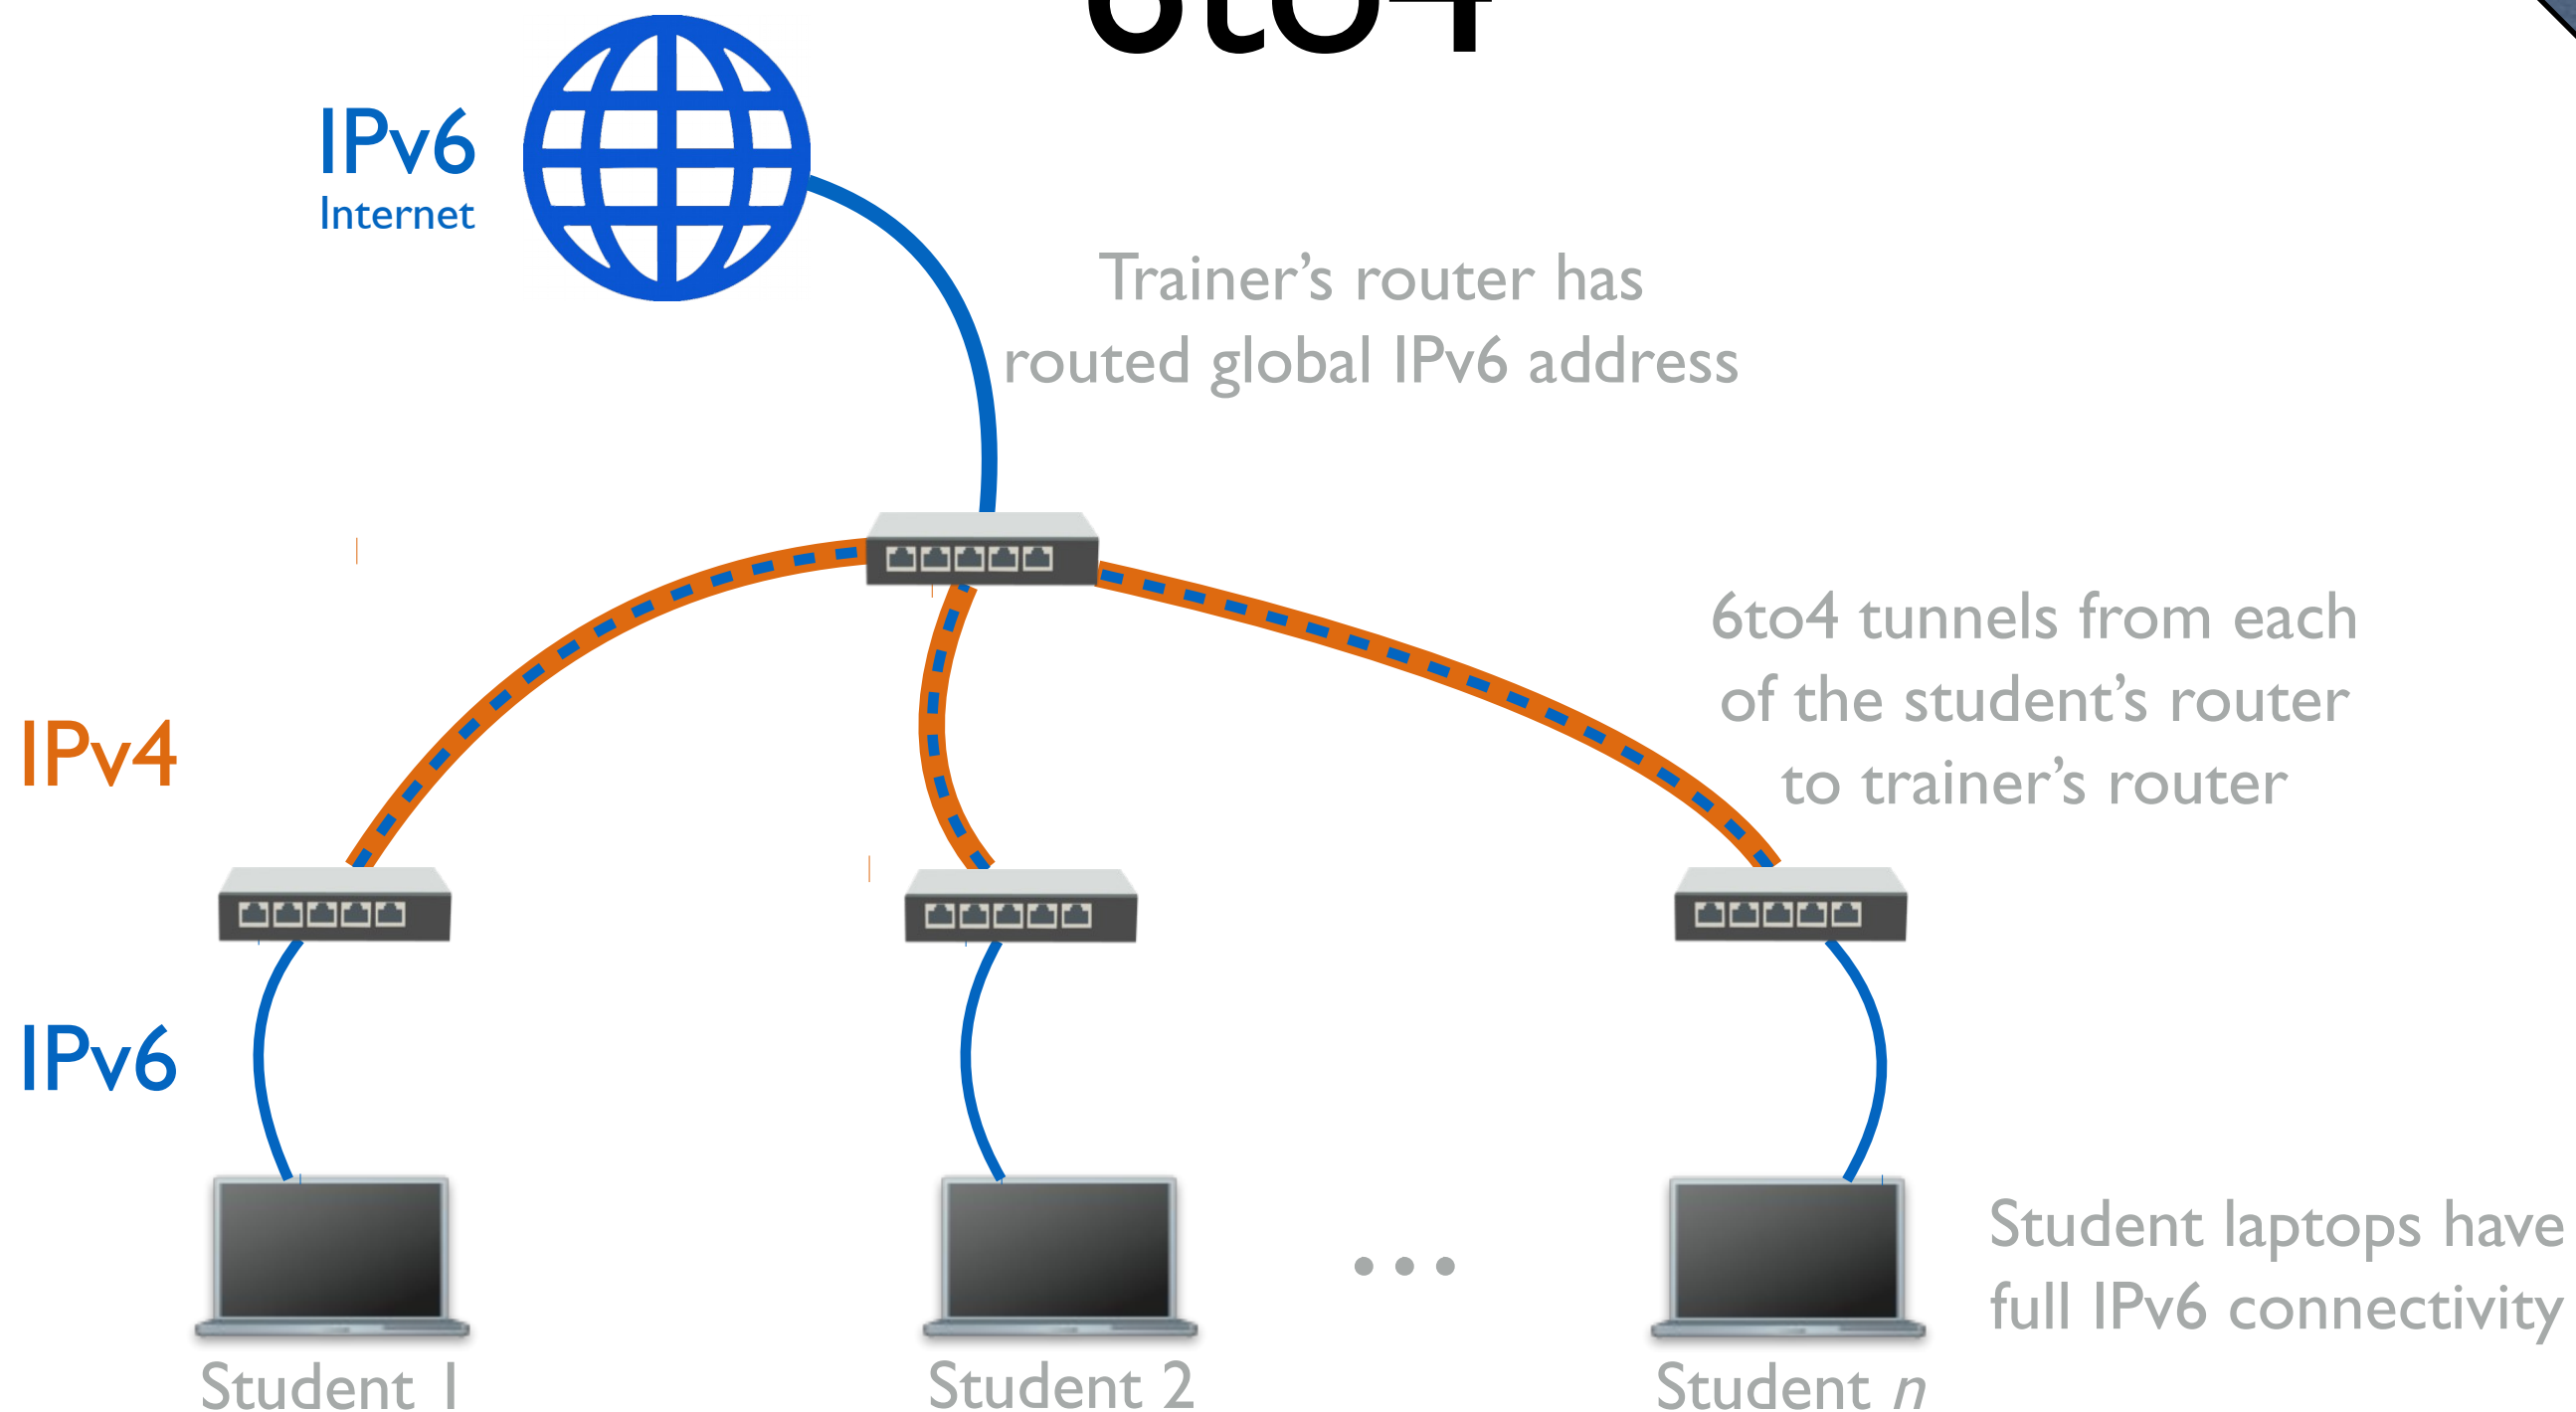 6to4
IPv6
Internet
Trainer’s router has
routed global IPv6 address
6to4 tunnels from each
of the student’s router
to trainer’s router
IPv4
IPv6
Student laptops have
full IPv6 connectivity
...
Student 1
Student 2
Student n